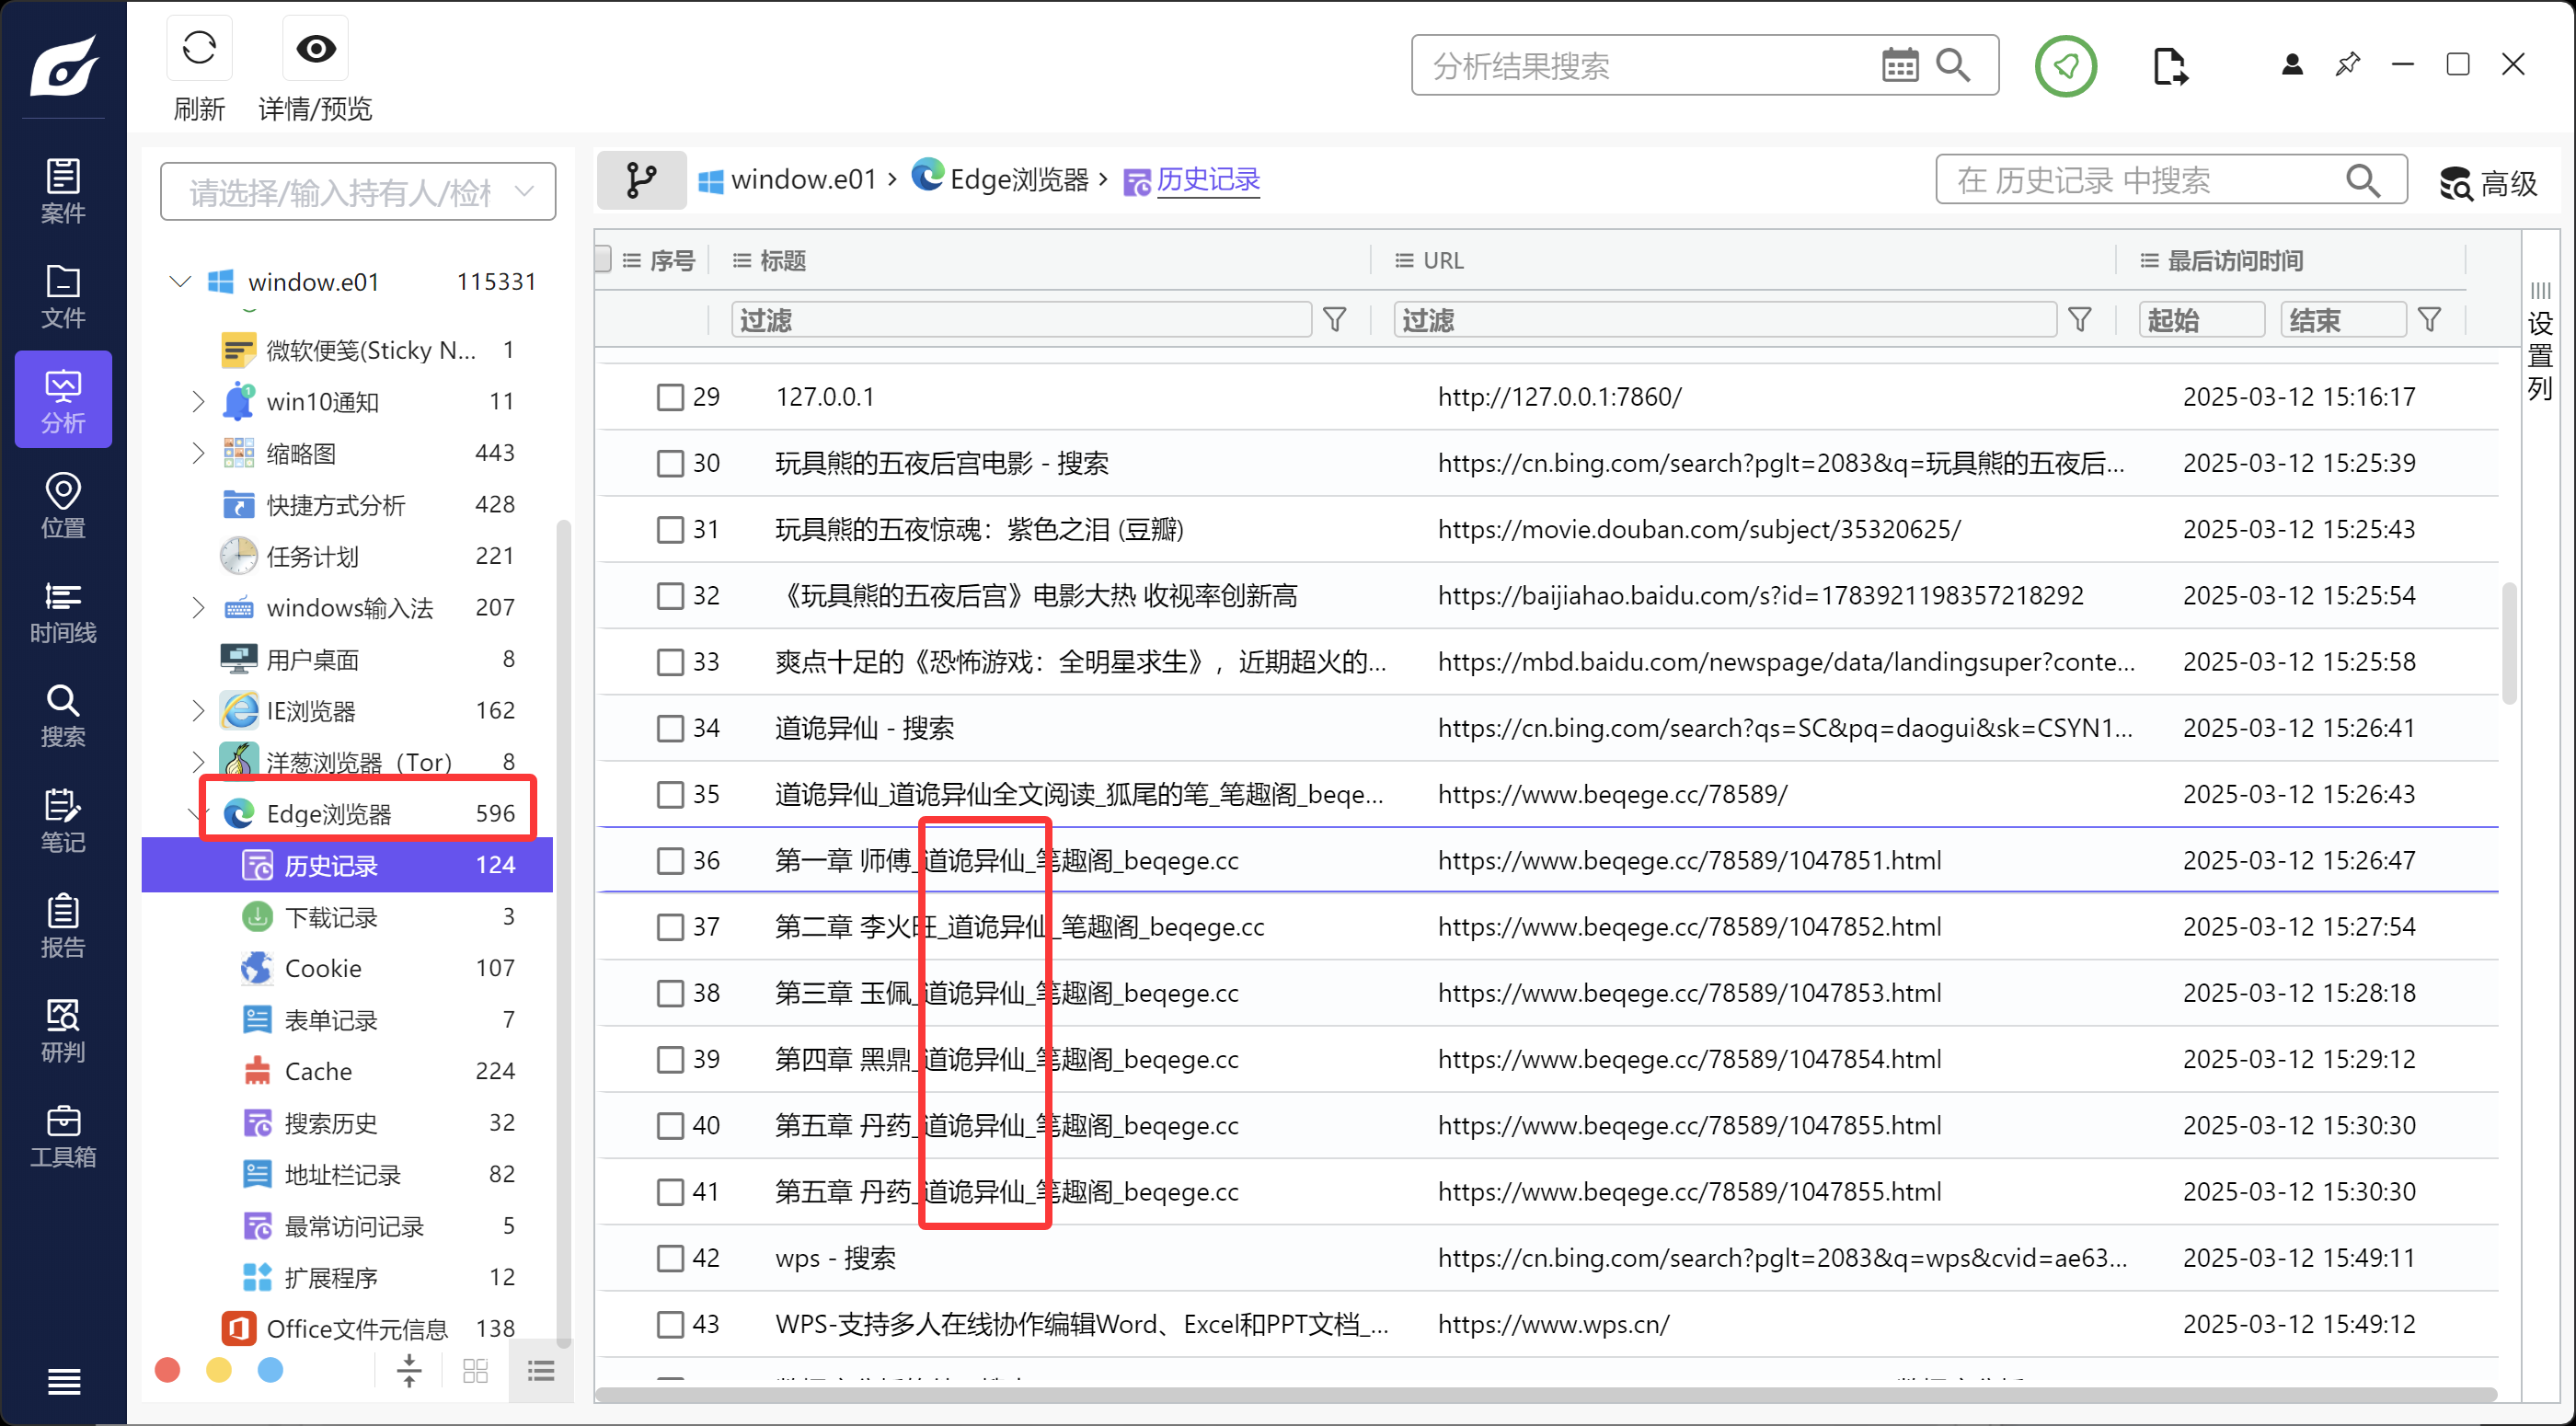 刷新
详情/预览
分析结果搜索
案件
文件
分析
位置
时间线
搜索
笔记
报告
研判
工具箱
请选择/输入持有人/检材
window.e01 115331
微软便笺(Sticky N... 1
win10通知 11
缩略图 443
快捷方式分析 428
任务计划 221
windows输入法 207
用户桌面 8
IE浏览器 162
洋葱浏览器（Tor） 8
Edge浏览器 596
历史记录 124
下载记录 3
Cookie 107
表单记录 7
Cache 224
搜索历史 32
地址栏记录 82
最常访问记录 5
扩展程序 12
Office文件元信息 138
window.e01 › Edge浏览器 › 历史记录
在 历史记录 中搜索
高级
序号 标题 URL 最后访问时间
过滤 过滤 起始 结束
设置列
29 127.0.0.1 http://127.0.0.1:7860/ 2025-03-12 15:16:17
30 玩具熊的五夜后宫电影 - 搜索 https://cn.bing.com/search?pglt=2083&q=玩具熊的五夜后... 2025-03-12 15:25:39
31 玩具熊的五夜惊魂：紫色之泪 (豆瓣) https://movie.douban.com/subject/35320625/ 2025-03-12 15:25:43
32 《玩具熊的五夜后宫》电影大热 收视率创新高 https://baijiahao.baidu.com/s?id=1783921198357218292 2025-03-12 15:25:54
33 爽点十足的《恐怖游戏：全明星求生》，近期超火的... https://mbd.baidu.com/newspage/data/landingsuper?conte... 2025-03-12 15:25:58
34 道诡异仙 - 搜索 https://cn.bing.com/search?qs=SC&pq=daogui&sk=CSYN1... 2025-03-12 15:26:41
35 道诡异仙_道诡异仙全文阅读_狐尾的笔_笔趣阁_beqe... https://www.beqege.cc/78589/ 2025-03-12 15:26:43
36 第一章 师傅_道诡异仙_笔趣阁_beqege.cc https://www.beqege.cc/78589/1047851.html 2025-03-12 15:26:47
37 第二章 李火旺_道诡异仙_笔趣阁_beqege.cc https://www.beqege.cc/78589/1047852.html 2025-03-12 15:27:54
38 第三章 玉佩_道诡异仙_笔趣阁_beqege.cc https://www.beqege.cc/78589/1047853.html 2025-03-12 15:28:18
39 第四章 黑鼎_道诡异仙_笔趣阁_beqege.cc https://www.beqege.cc/78589/1047854.html 2025-03-12 15:29:12
40 第五章 丹药_道诡异仙_笔趣阁_beqege.cc https://www.beqege.cc/78589/1047855.html 2025-03-12 15:30:30
41 第五章 丹药_道诡异仙_笔趣阁_beqege.cc https://www.beqege.cc/78589/1047855.html 2025-03-12 15:30:30
42 wps - 搜索 https://cn.bing.com/search?pglt=2083&q=wps&cvid=ae63... 2025-03-12 15:49:11
43 WPS-支持多人在线协作编辑Word、Excel和PPT文档_... https://www.wps.cn/ 2025-03-12 15:49:12